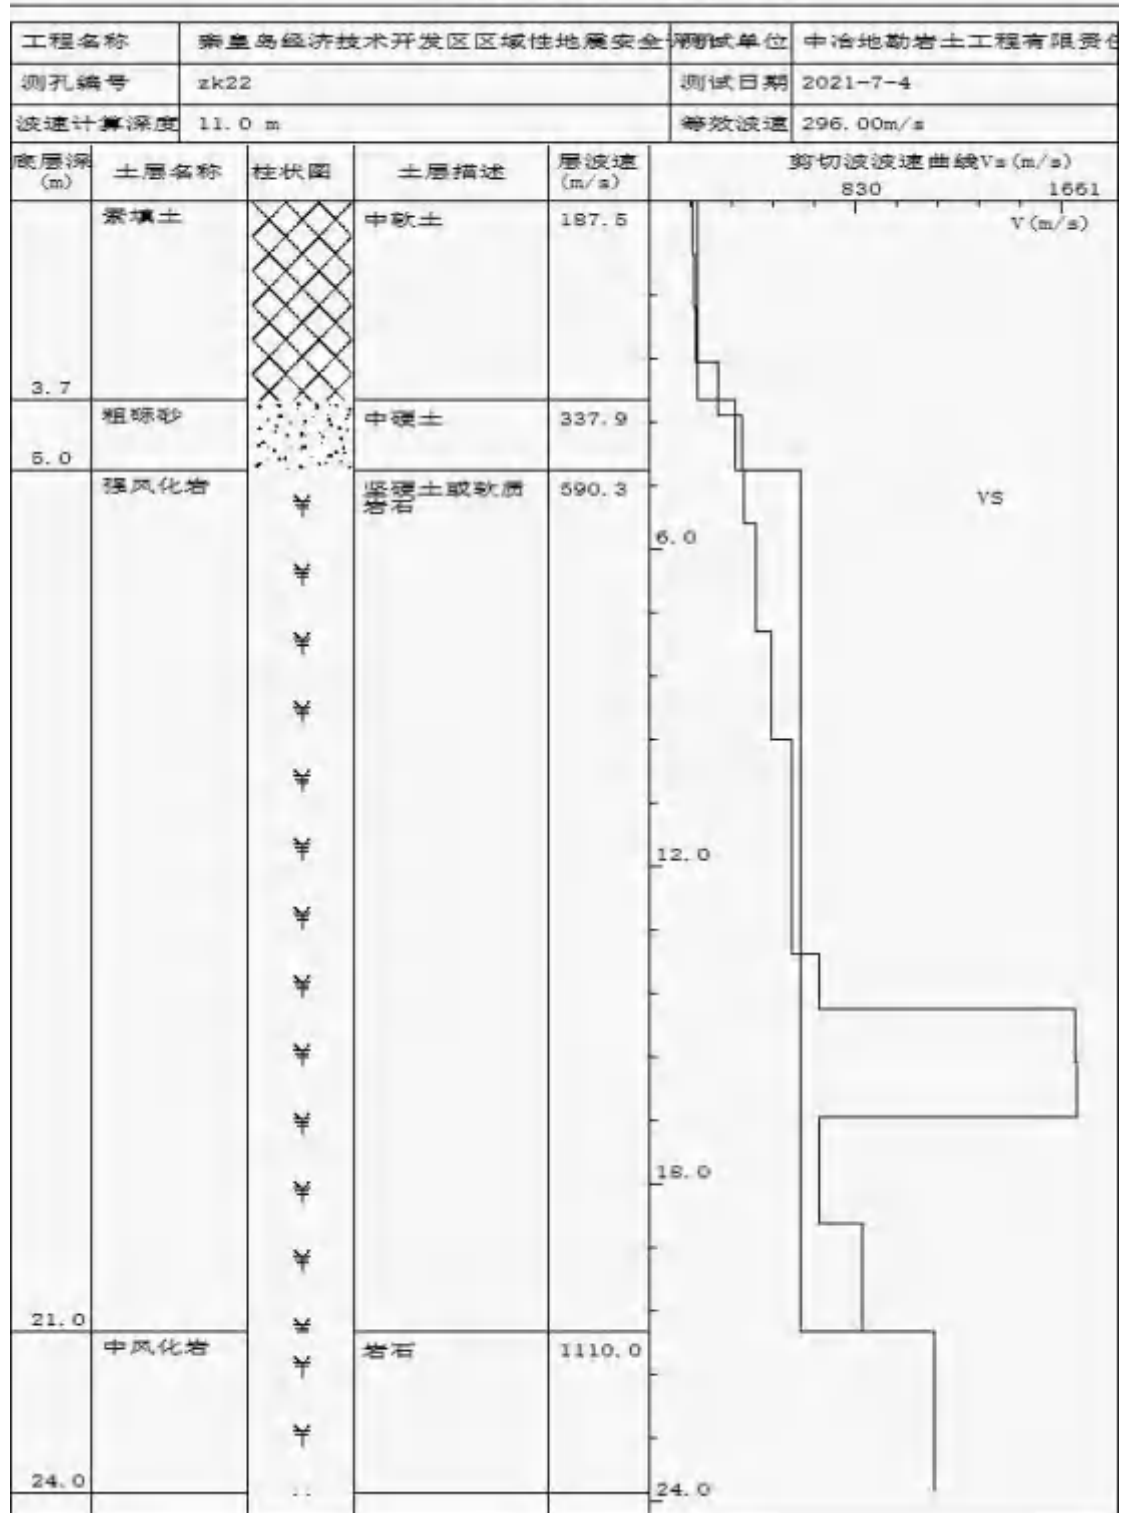 工程名称 秦皇岛经济技术开发区区域性地震安全 测试单位 中冶地勘岩土工程有限责任
测孔编号 zk22 测试日期 2021-7-4
波速计算深度 11.0 m 等效波速 296.00m/s
底层深(m) 土层名称 柱状图 土层描述 层波速(m/s) 剪切波波速曲线Vs(m/s)
830 1661
V(m/s)
素填土 中软土 187.5
3.7
粗砾砂 中硬土 337.9
5.0
强风化岩 坚硬土或软质 590.3
岩石
VS
6.0
12.0
18.0
21.0
中风化岩 岩石 1110.0
24.0 24.0